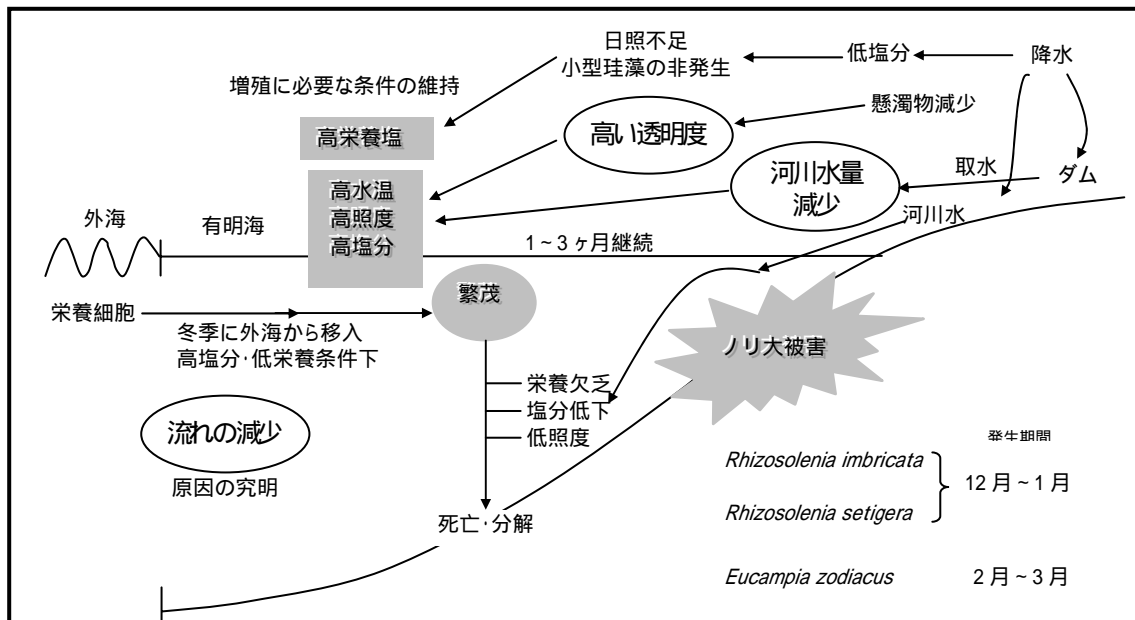 日照不足
小型珪藻の非発生
低塩分
降水
増殖に必要な条件の維持
懸濁物減少
高栄養塩
高い透明度
河川水量
減少
取水
ダム
高水温
高照度
高塩分
河川水
外海
有明海
1～3ヶ月継続
繁茂
栄養細胞
冬季に外海から移入
高塩分･低栄養条件下
ノリ大被害
栄養欠乏
塩分低下
低照度
流れの減少
原因の究明
発生期間
Rhizosolenia imbricata
12月～1月
Rhizosolenia setigera
死亡･分解
Eucampia zodiacus
2月～3月